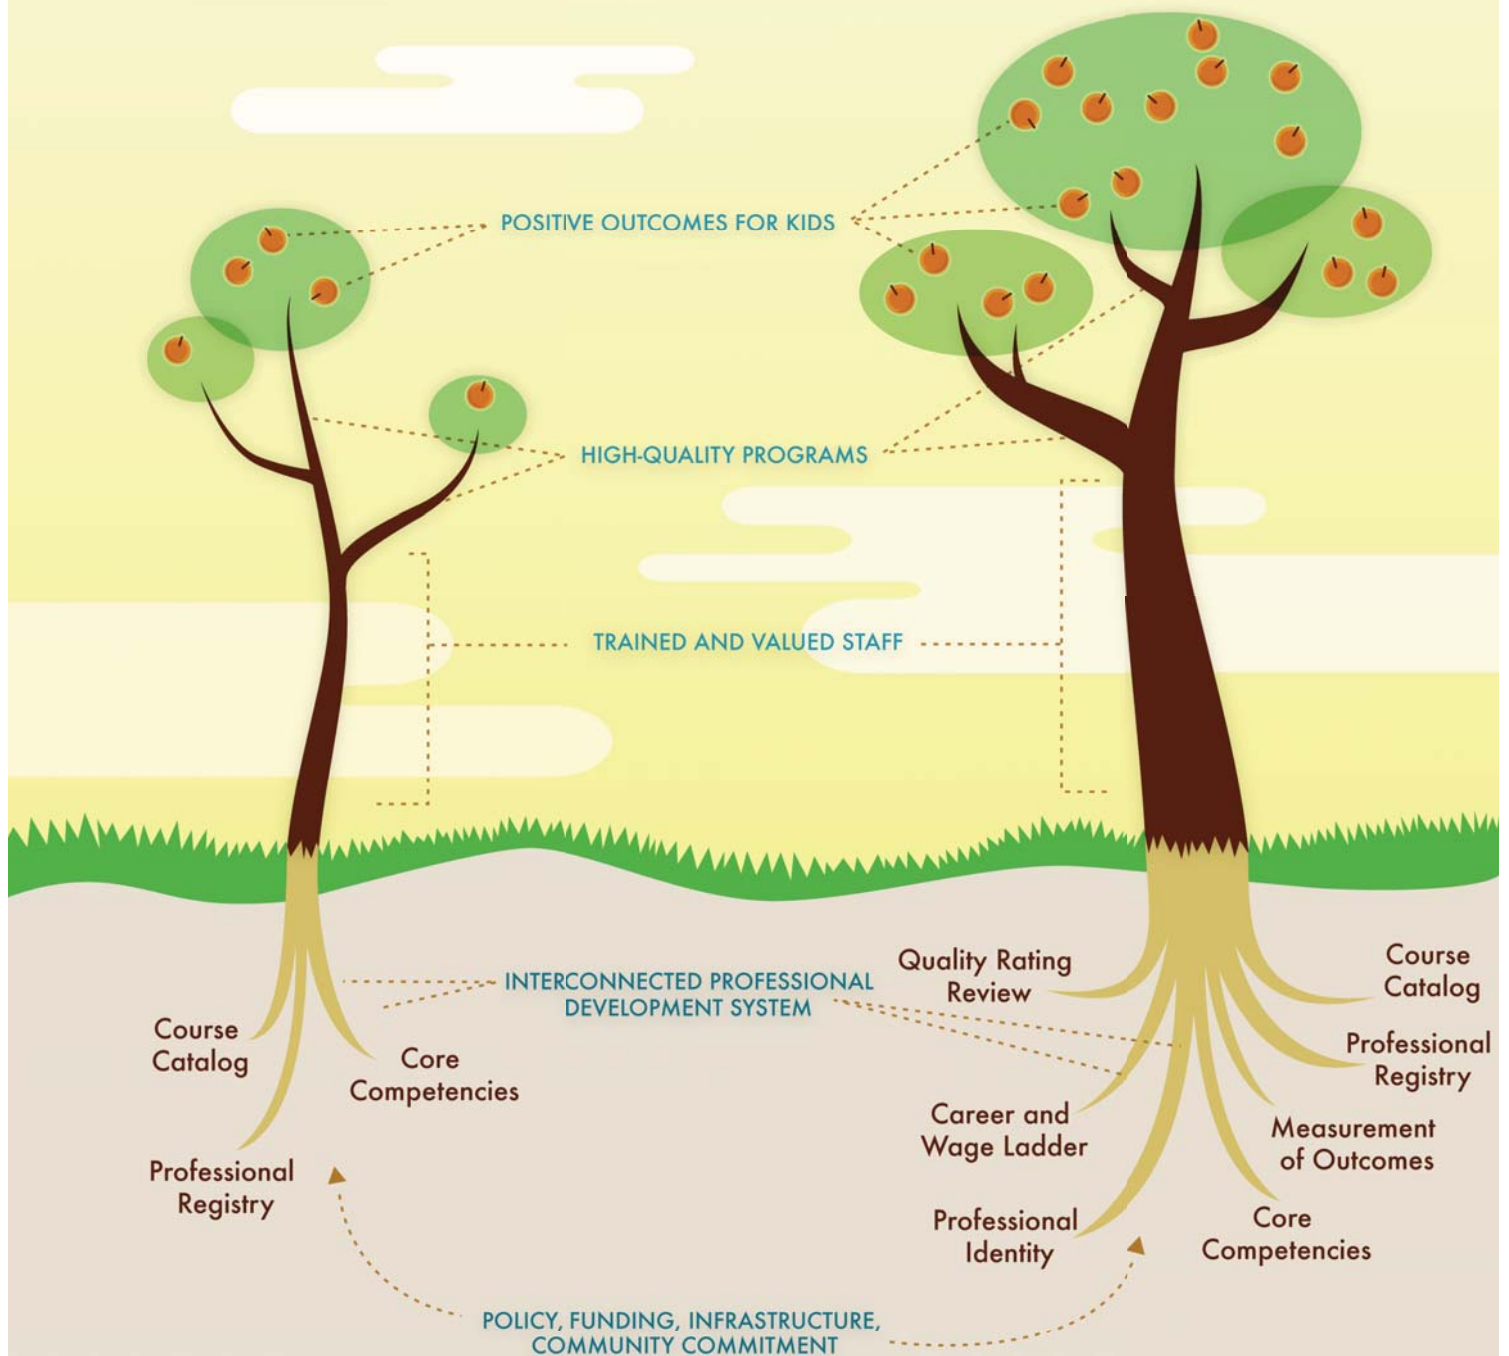 POSITIVE OUTCOMES FOR KIDS
HIGH-QUALITY PROGRAMS
TRAINED AND VALUED STAFF
INTERCONNECTED PROFESSIONAL
DEVELOPMENT SYSTEM
Course
Catalog
Core
Competencies
Professional
Registry
Quality Rating
Review
Course
Catalog
Professional
Registry
Career and
Wage Ladder
Measurement
of Outcomes
Professional
Identity
Core
Competencies
POLICY, FUNDING, INFRASTRUCTURE,
COMMUNITY COMMITMENT